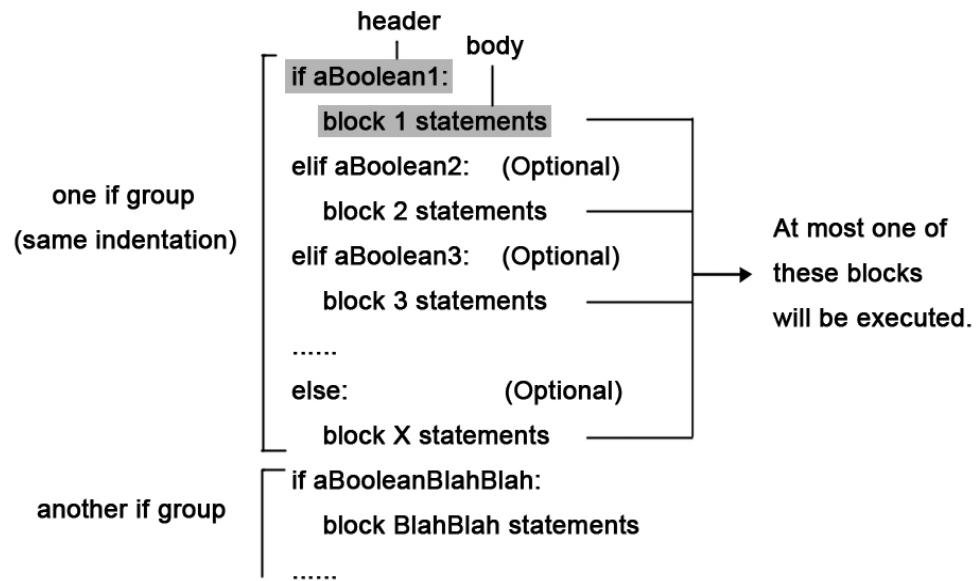 header
body
if aBoolean1:
block 1 statements
elif aBoolean2: (Optional)
block 2 statements
elif aBoolean3: (Optional)
block 3 statements
......
else: (Optional)
block X statements
one if group
(same indentation)
At most one of
these blocks
will be executed.
if aBooleanBlahBlah:
block BlahBlah statements
......
another if group